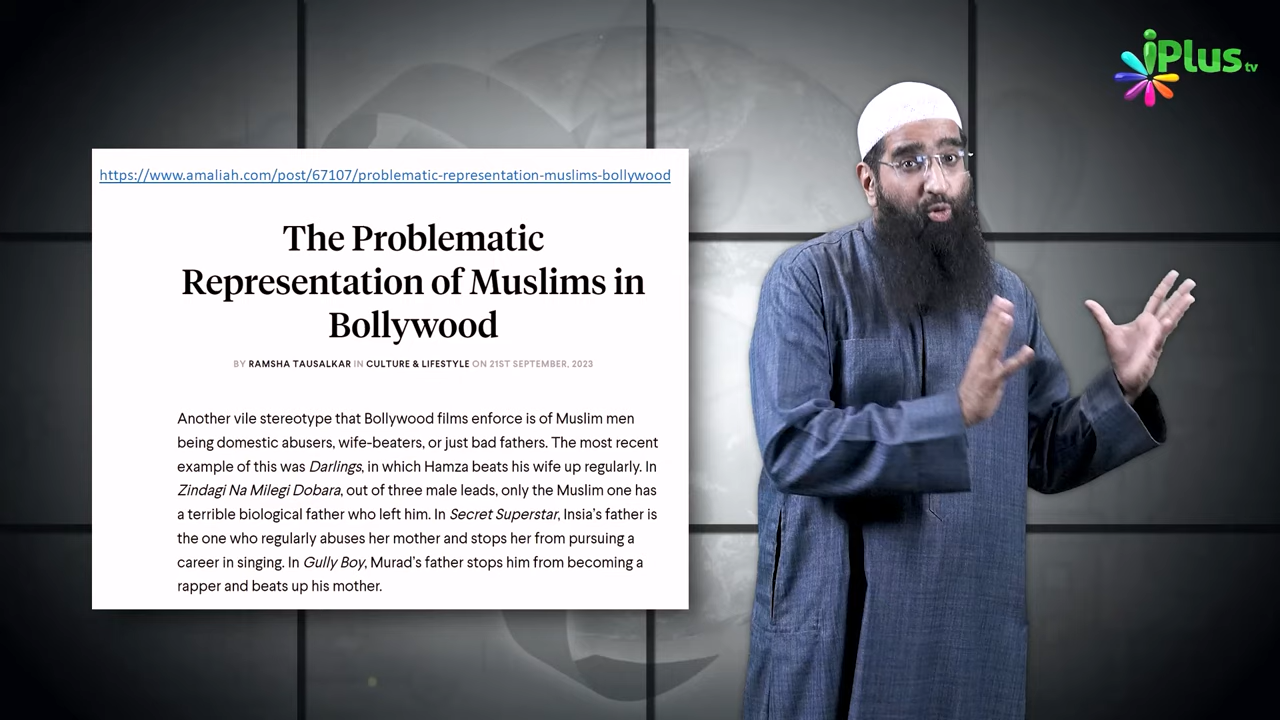 iPlus tv
https://www.amaliah.com/post/67107/problematic-representation-muslims-bollywood
The Problematic
Representation of Muslims in
Bollywood
BY RAMSHA TAUSALKAR IN CULTURE & LIFESTYLE ON 21ST SEPTEMBER, 2023
Another vile stereotype that Bollywood films enforce is of Muslim men
being domestic abusers, wife-beaters, or just bad fathers. The most recent
example of this was Darlings, in which Hamza beats his wife up regularly. In
Zindagi Na Milegi Dobara, out of three male leads, only the Muslim one has
a terrible biological father who left him. In Secret Superstar, Insia’s father is
the one who regularly abuses her mother and stops her from pursuing a
career in singing. In Gully Boy, Murad’s father stops him from becoming a
rapper and beats up his mother.